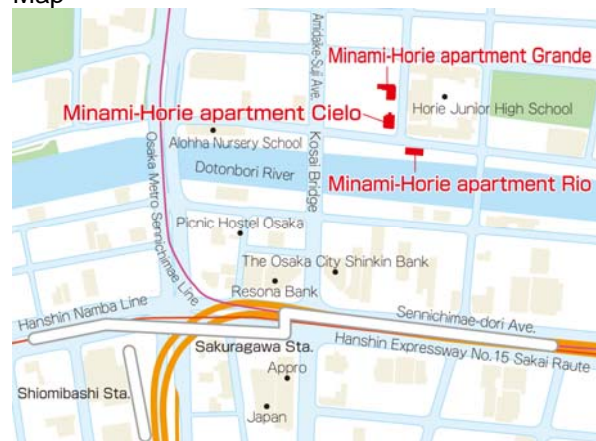 Map
Amidaike-Suji Ave.
Minami-Horie apartment Grande
Minami-Horie apartment Cielo
Horie Junior High School
Alohha Nursery School
Osaka Metro Sennichimae Line
Kosai Bridge
Dotonbori River
Minami-Horie apartment Rio
Picnic Hostel Osaka
The Osaka City Shinkin Bank
Resona Bank
Hanshin Namba Line
Sennichimae-dori Ave.
Sakuragawa Sta.
Hanshin Expressway No.15 Sakai Route
Appro
Shiomibashi Sta.
Japan